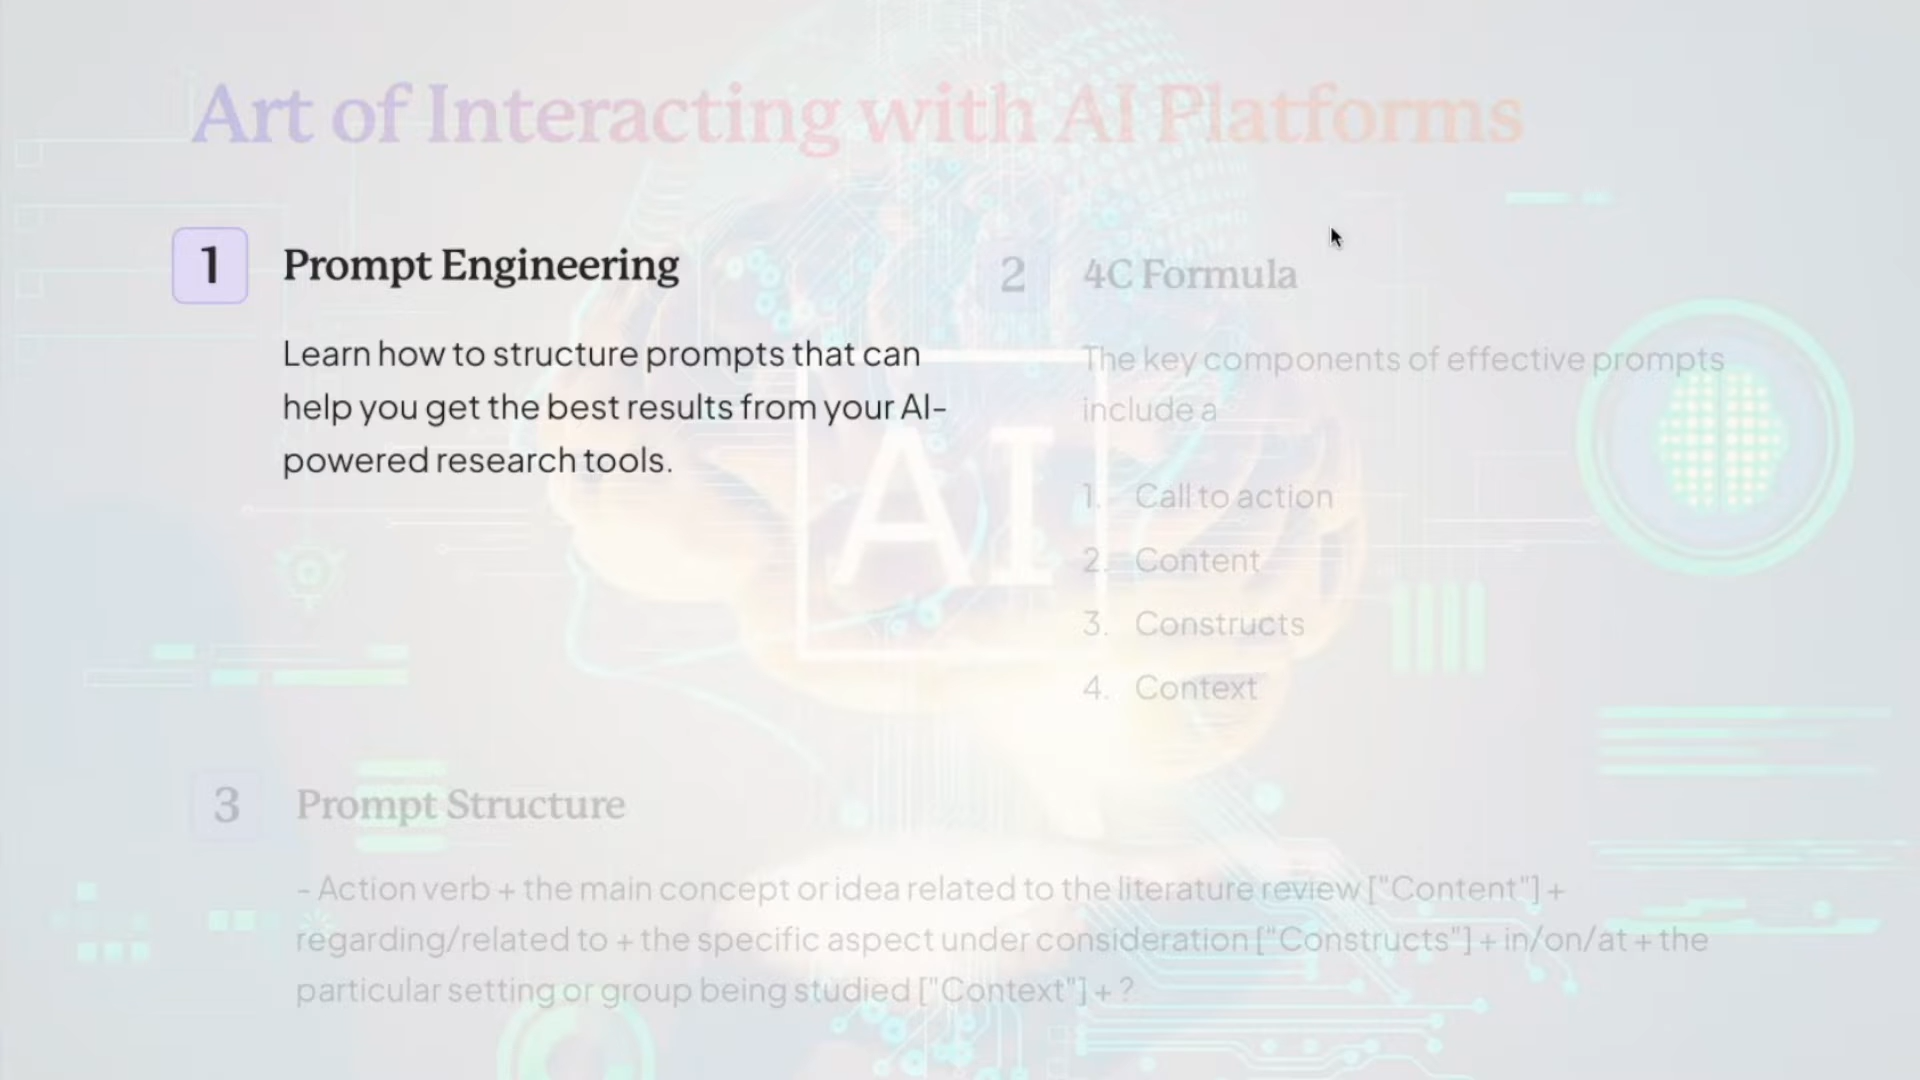 Art of Interacting with AI Platforms
1
Prompt Engineering
Learn how to structure prompts that can
help you get the best results from your AI-
powered research tools.
2
4C Formula
The key components of effective prompts
include a
1. Call to action
2. Content
3. Constructs
4. Context
AI
3
Prompt Structure
- Action verb + the main concept or idea related to the literature review ["Content"] +
regarding/related to + the specific aspect under consideration ["Constructs"] + in/on/at + the
particular setting or group being studied ["Context"] + ?